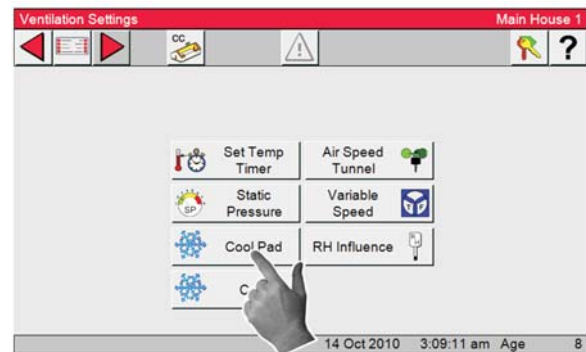 Ventilation Settings
Main House 1
CC
?
Set Temp
Timer
Air Speed
Tunnel
SP
Static
Pressure
Variable
Speed
Cool Pad
RH Influence
14 Oct 2010 3:09:11 am Age 8